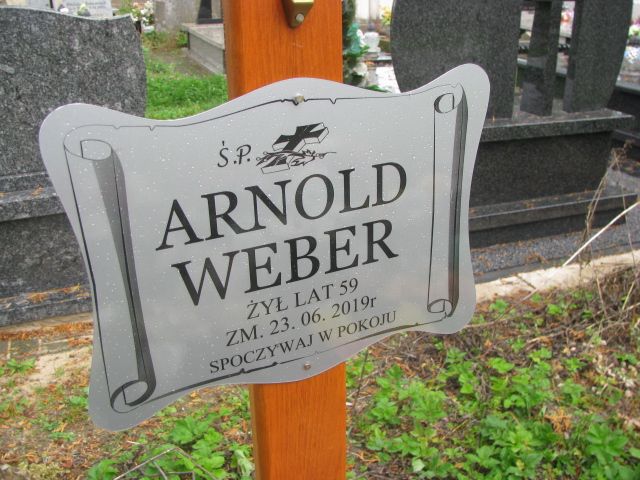 Ś.P.
ARNOLD
WEBER
ŻYŁ LAT 59
ZM. 23. 06. 2019r
SPOCZYWAJ W POKOJU